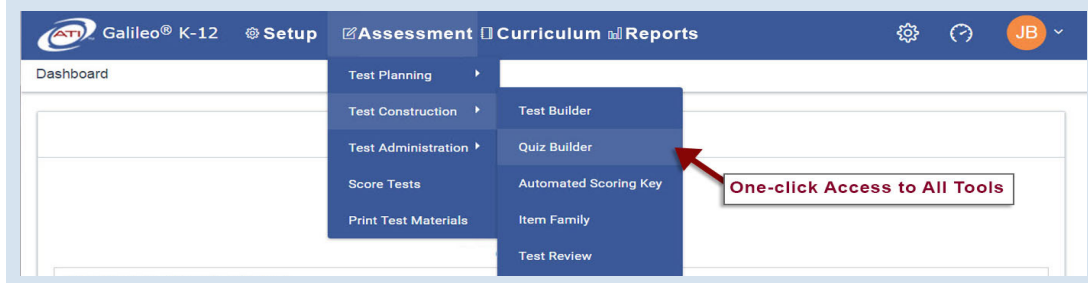 ATI Galileo® K-12 Setup Assessment Curriculum Reports JB
Dashboard
Test Planning
Test Construction
Test Administration
Score Tests
Print Test Materials
Test Builder
Quiz Builder
Automated Scoring Key
Item Family
Test Review
One-click Access to All Tools